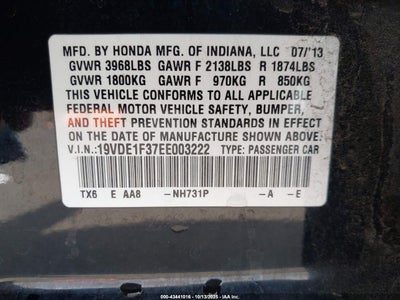 MFD. BY HONDA MFG. OF INDIANA, LLC 07/'13
GVWR 3968LBS GAWR F 2138LBS R 1874LBS
GVWR 1800KG GAWR F 970KG R 850KG
THIS VEHICLE CONFORMS TO ALL APPLICABLE
FEDERAL MOTOR VEHICLE SAFETY, BUMPER,
AND THEFT PREVENTION STANDARDS IN EFFECT
ON THE DATE OF MANUFACTURE SHOWN ABOVE.
V.I.N.:19VDE1F37EE003222 TYPE: PASSENGER CAR
TX6 E AA8 -NH731P -A -E
000-43441016 - 10/13/2025 - IAA Inc.